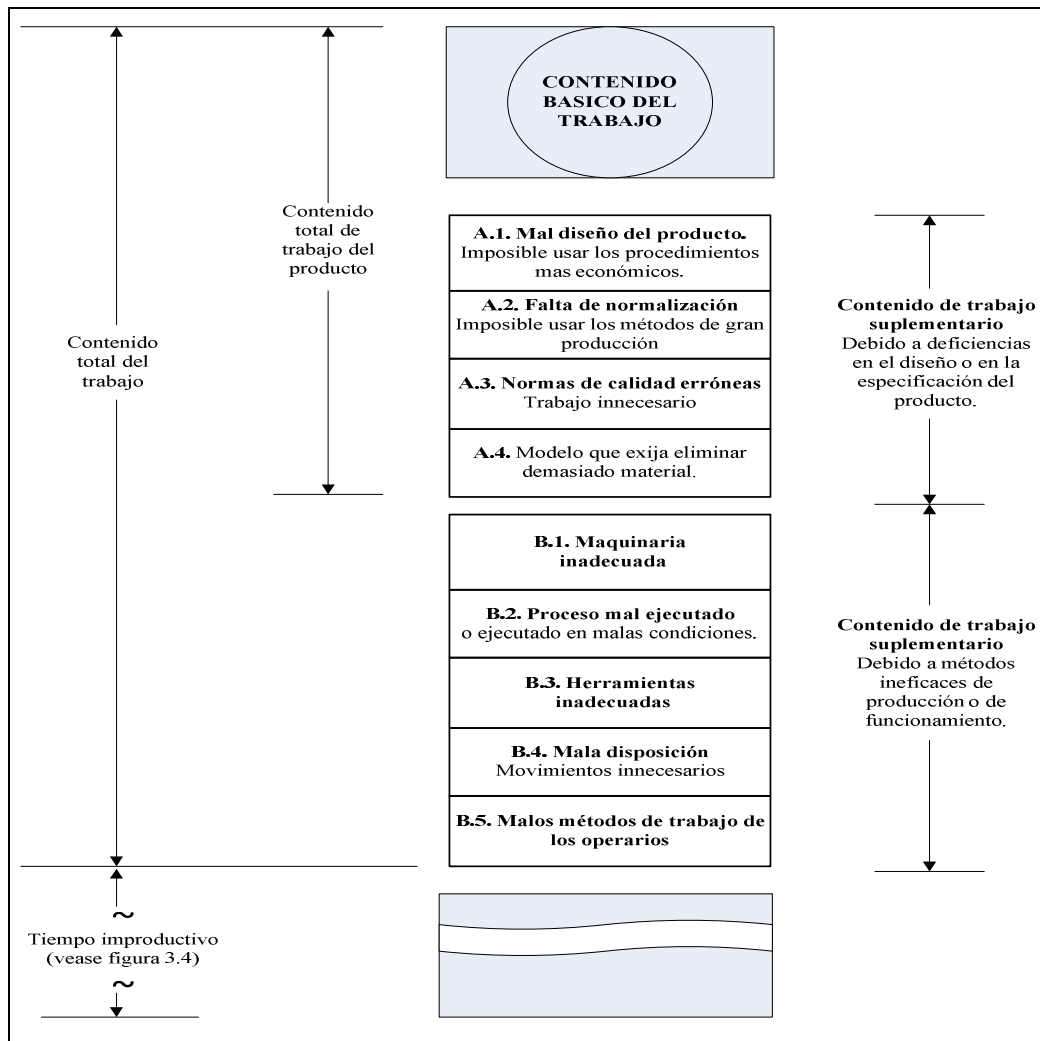 CONTENIDO
BASICO DEL
TRABAJO
Contenido
total de
trabajo del
producto
Contenido
total del
trabajo
A.1. Mal diseño del producto.
Imposible usar los procedimientos
mas económicos.
A.2. Falta de normalización
Imposible usar los métodos de gran
producción
A.3. Normas de calidad erróneas
Trabajo innecesario
A.4. Modelo que exija eliminar
demasiado material.
Contenido de trabajo
suplementario
Debido a deficiencias
en el diseño o en la
especificación del
producto.
B.1. Maquinaria
inadecuada
B.2. Proceso mal ejecutado
o ejecutado en malas condiciones.
B.3. Herramientas
inadecuadas
B.4. Mala disposición
Movimientos innecesarios
B.5. Malos métodos de trabajo de
los operarios
Contenido de trabajo
suplementario
Debido a métodos
ineficaces de
producción o de
funcionamiento.
~
Tiempo improductivo
(vease figura 3.4)
~